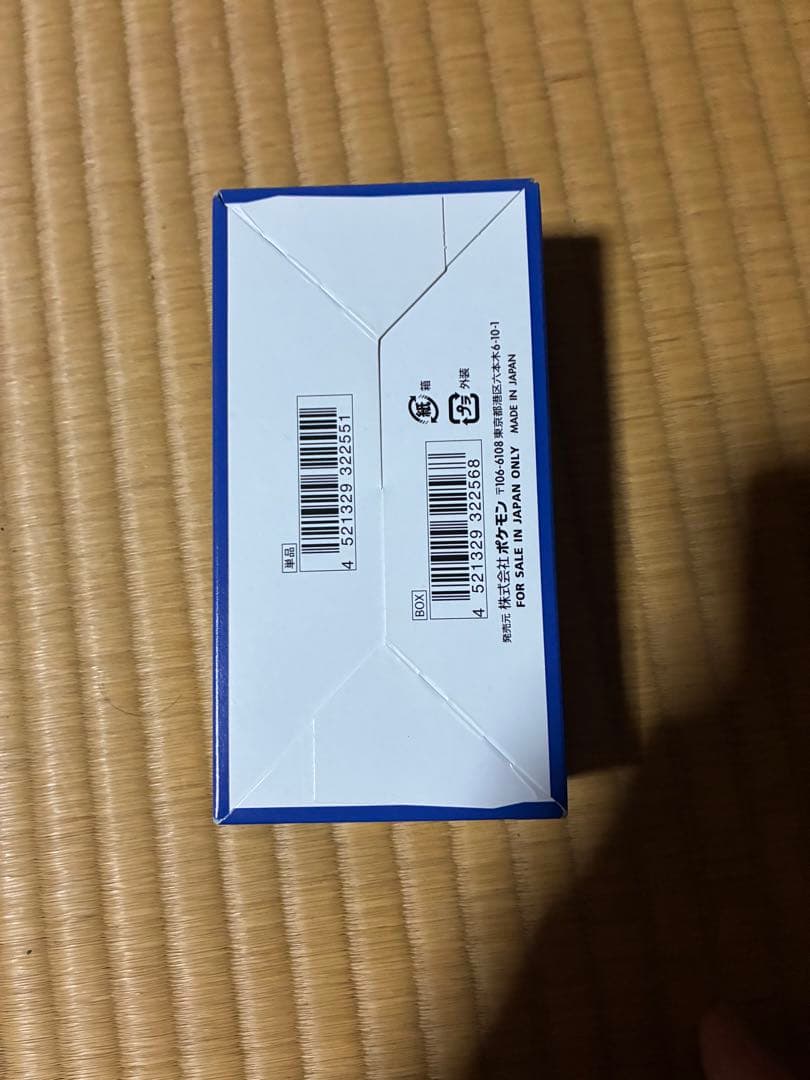 単品
4 521329 322551
紙
箱
プラ
外装
BOX
4 521329 322568
発売元 株式会社 ポケモン 〒106-6108 東京都港区六本木6-10-1
FOR SALE IN JAPAN ONLY MADE IN JAPAN